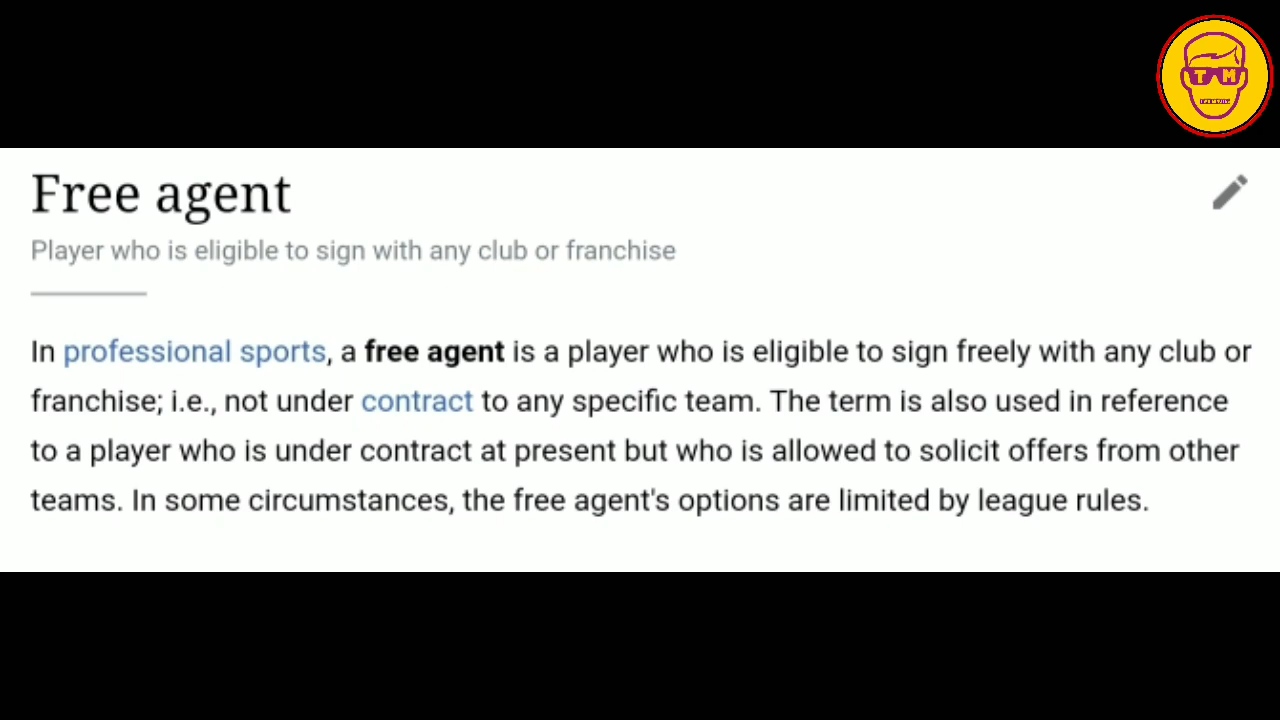 T M
Free agent
Player who is eligible to sign with any club or franchise
In professional sports, a free agent is a player who is eligible to sign freely with any club or
franchise; i.e., not under contract to any specific team. The term is also used in reference
to a player who is under contract at present but who is allowed to solicit offers from other
teams. In some circumstances, the free agent's options are limited by league rules.